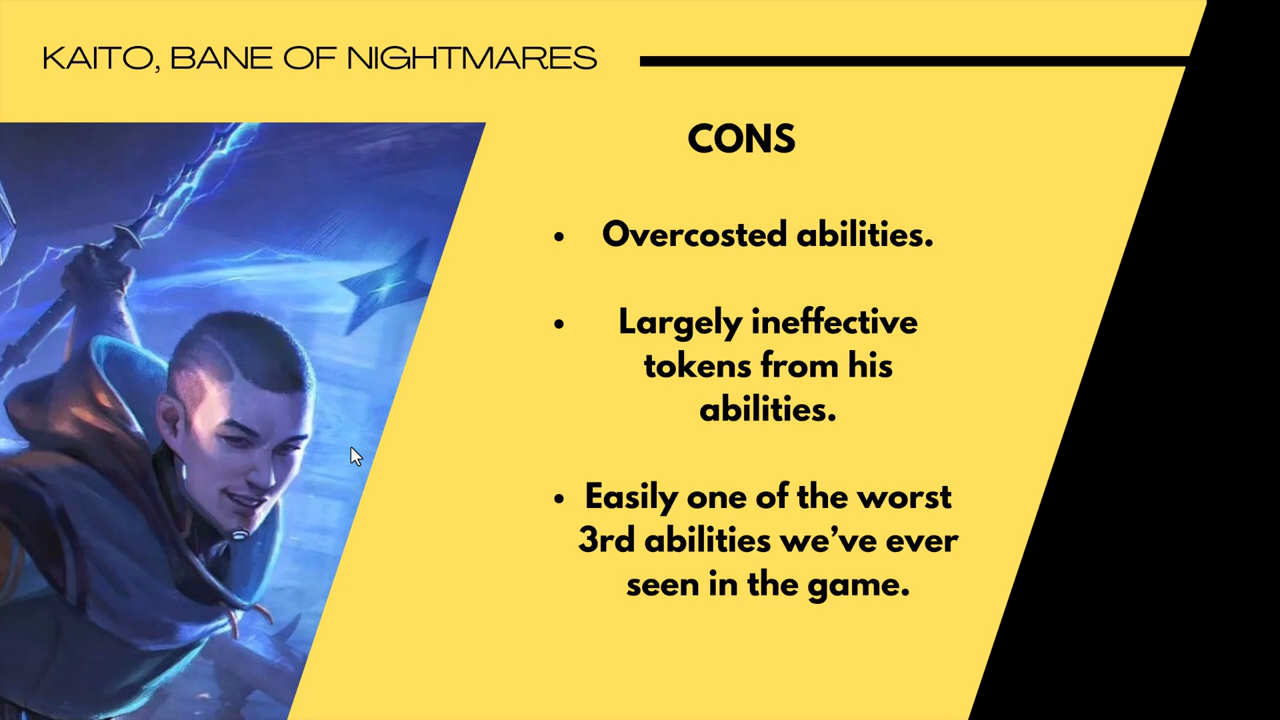 KAITO, BANE OF NIGHTMARES
CONS
• Overcosted abilities.
• Largely ineffective
tokens from his
abilities.
• Easily one of the worst
3rd abilities we’ve ever
seen in the game.